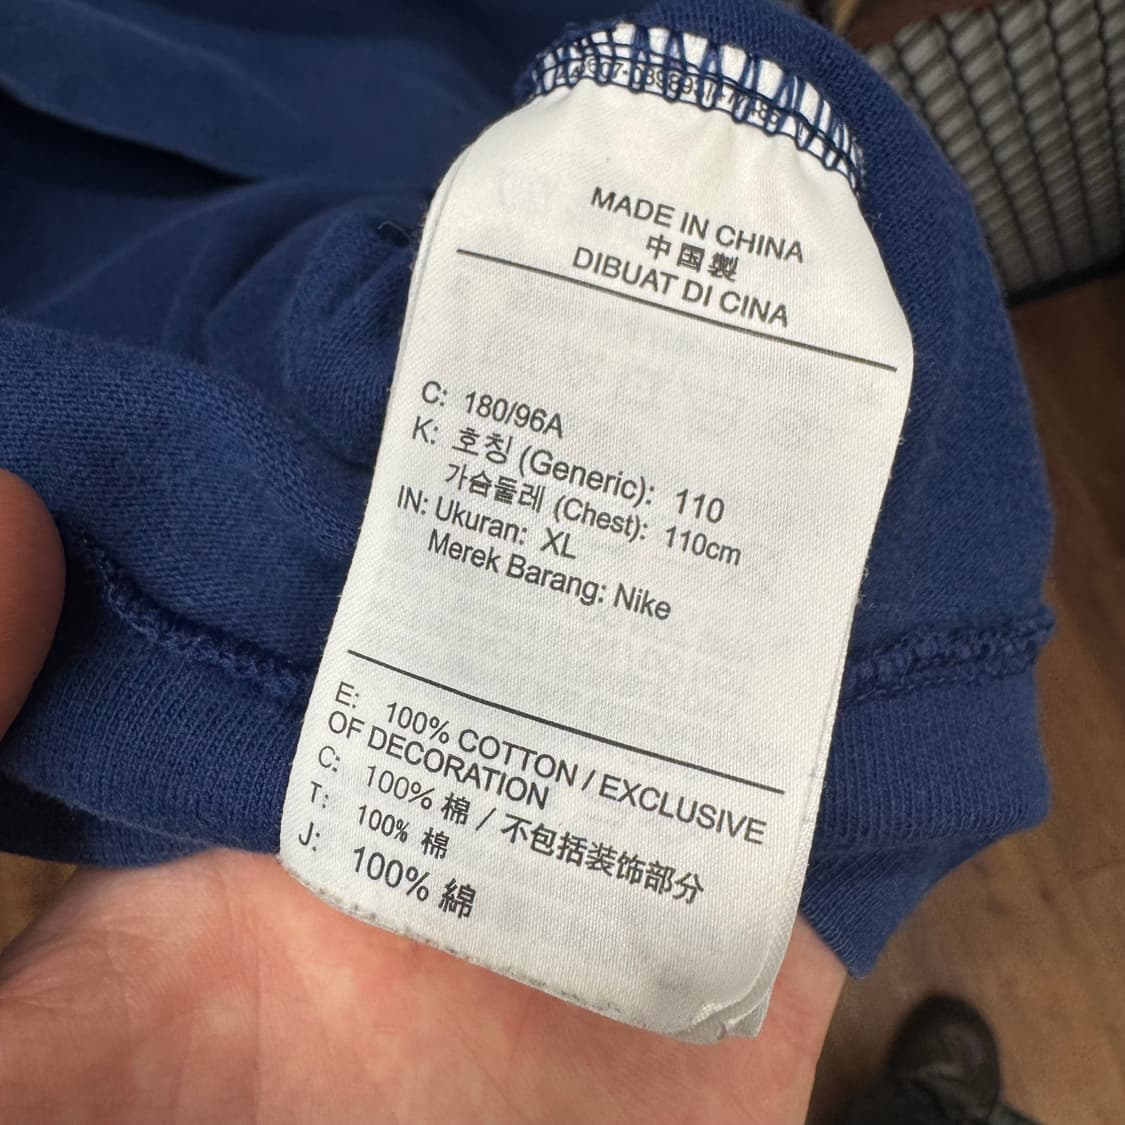 MADE IN CHINA
中国製
DIBUAT DI CINA
C: 180/96A
K: 호칭 (Generic): 110
가슴둘레 (Chest): 110cm
IN: Ukuran: XL
Merek Barang: Nike
E: 100% COTTON / EXCLUSIVE
OF DECORATION
C: 100% 棉 / 不包括装饰部分
T: 100% 棉
J: 100% 綿